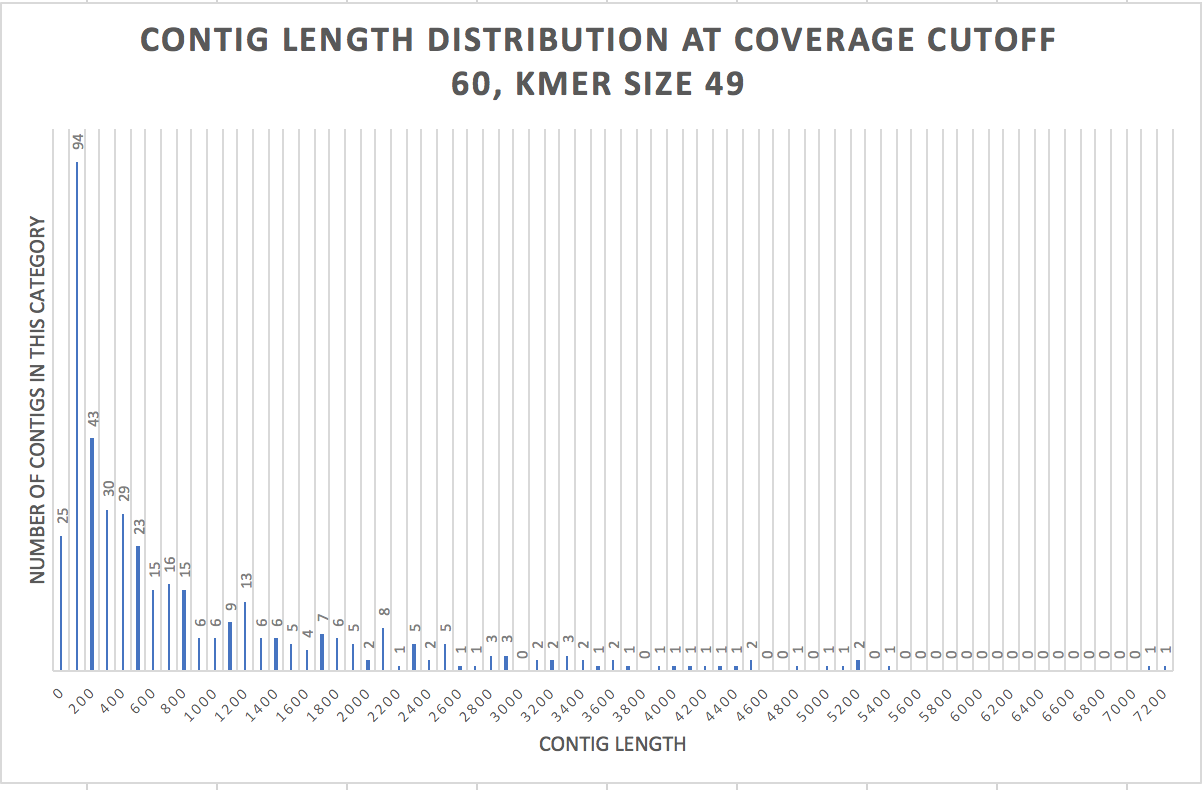 CONTIG LENGTH DISTRIBUTION AT COVERAGE CUTOFF
60, KMER SIZE 49
NUMBER OF CONTIGS IN THIS CATEGORY
25 94 43 30 29 23 15 16 15 6 6 9 13 6 6 5 4 7 6 5 2 8 1 5 2 5 1 1 3 3 0 2 2 3 2 1 2 1 0 1 1 1 1 1 1 2 0 0 1 0 1 1 2 0 1 0 0 0 0 0 0 0 0 0 0 0 0 0 0 0 0 1 1
0 200 400 600 800 1000 1200 1400 1600 1800 2000 2200 2400 2600 2800 3000 3200 3400 3600 3800 4000 4200 4400 4600 4800 5000 5200 5400 5600 5800 6000 6200 6400 6600 6800 7000 7200
CONTIG LENGTH